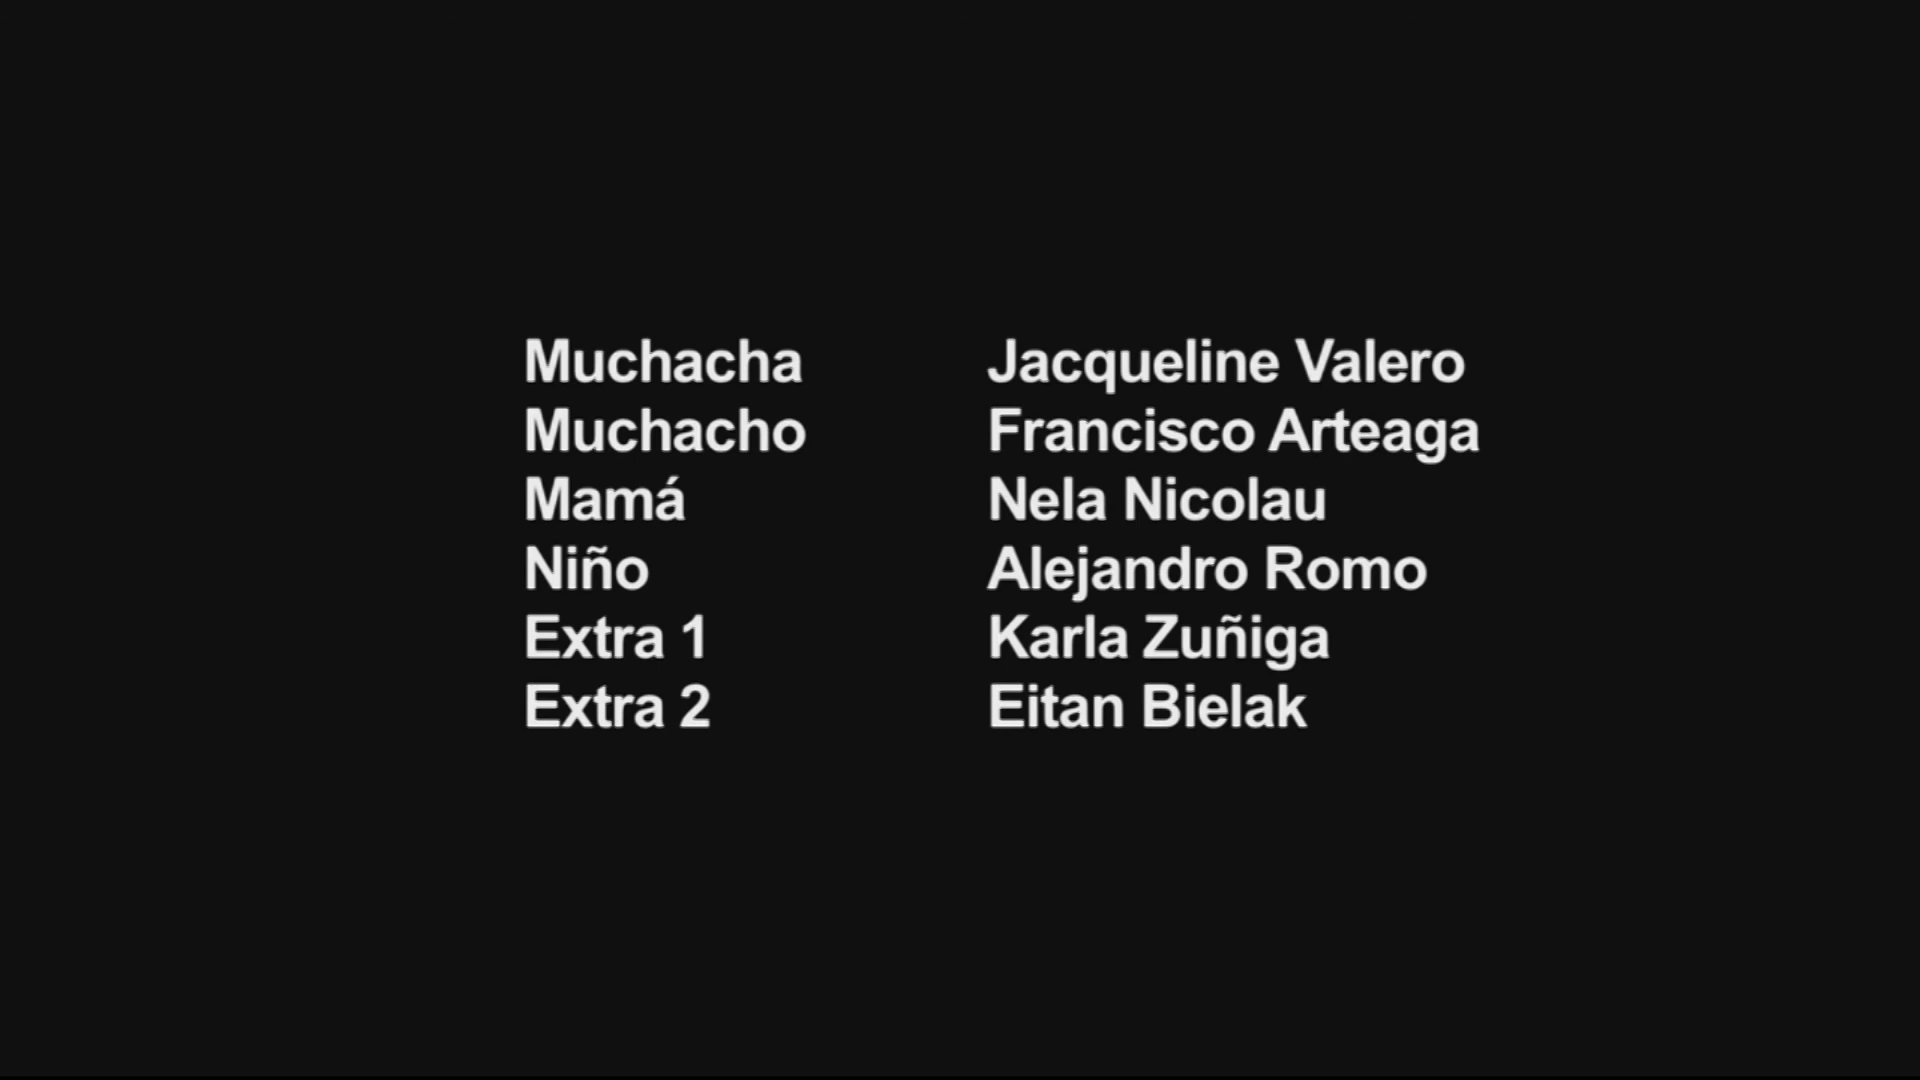 Muchacha Jacqueline Valero
Muchacho Francisco Arteaga
Mamá Nela Nicolau
Niño Alejandro Romo
Extra 1 Karla Zuñiga
Extra 2 Eitan Bielak